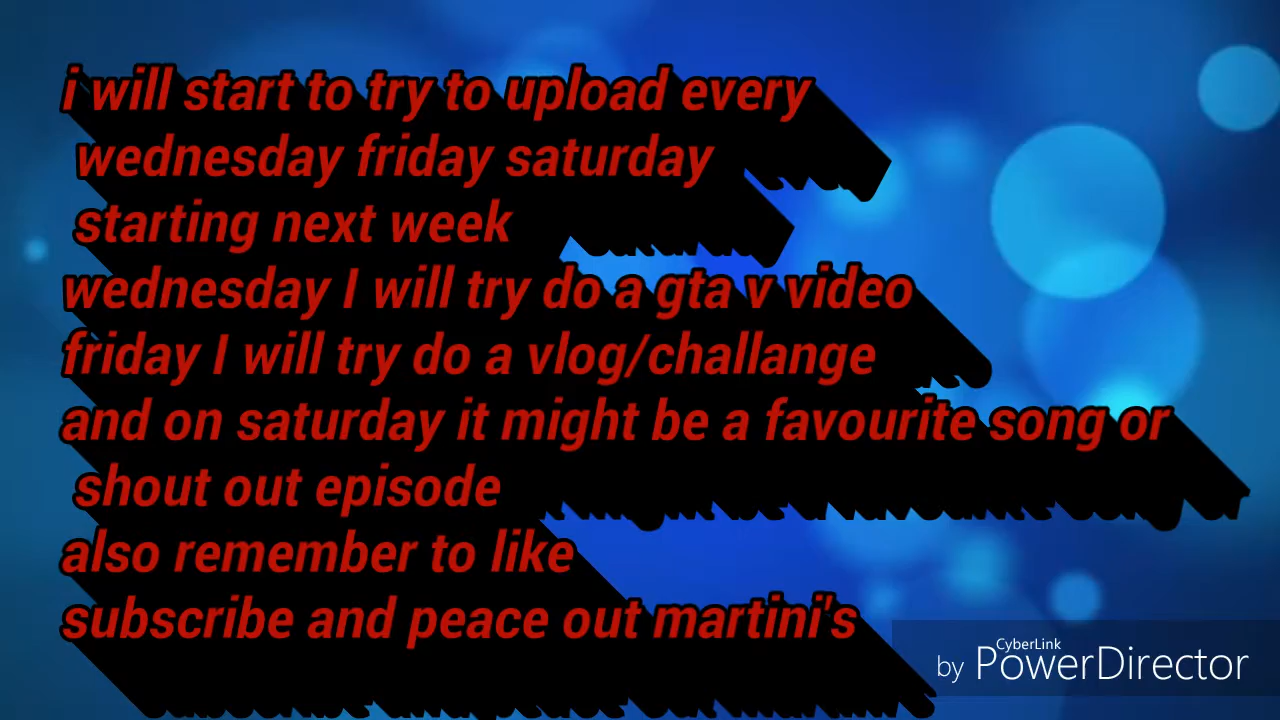 i will start to try to upload every
wednesday friday saturday
starting next week
wednesday I will try do a gta v video
friday I will try do a vlog/challange
and on saturday it might be a favourite song or
shout out episode
also remember to like
subscribe and peace out martini's
CyberLink
by PowerDirector